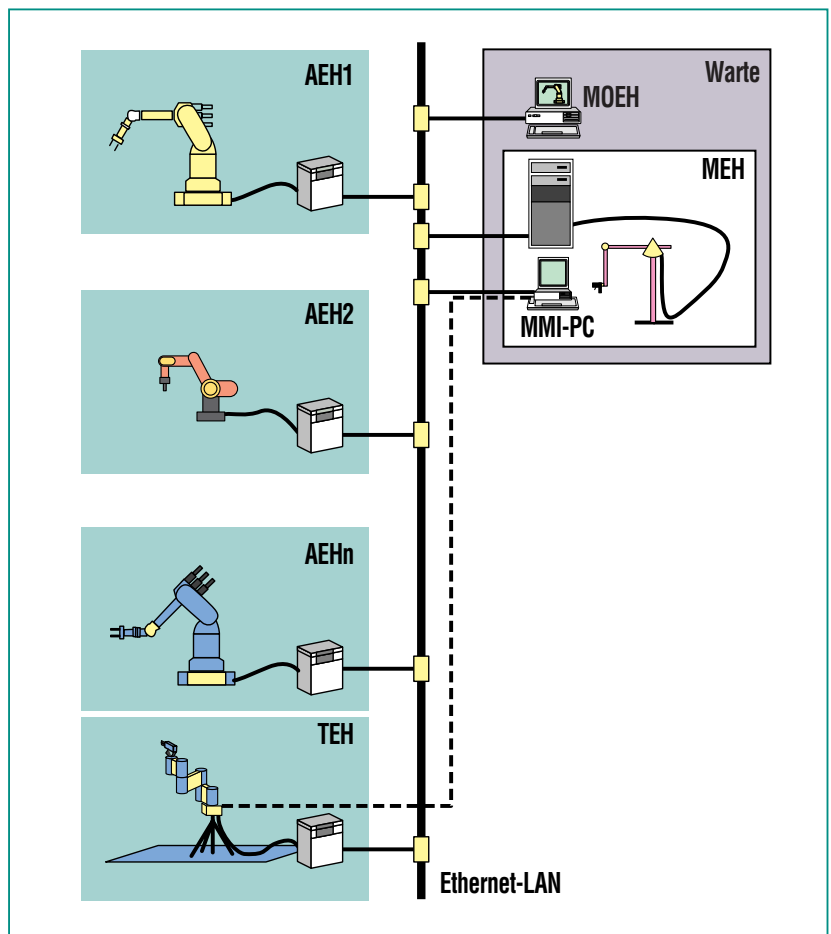 AEH1
Warte
MOEH
MEH
MMI-PC
AEH2
AEHn
TEH
Ethernet-LAN